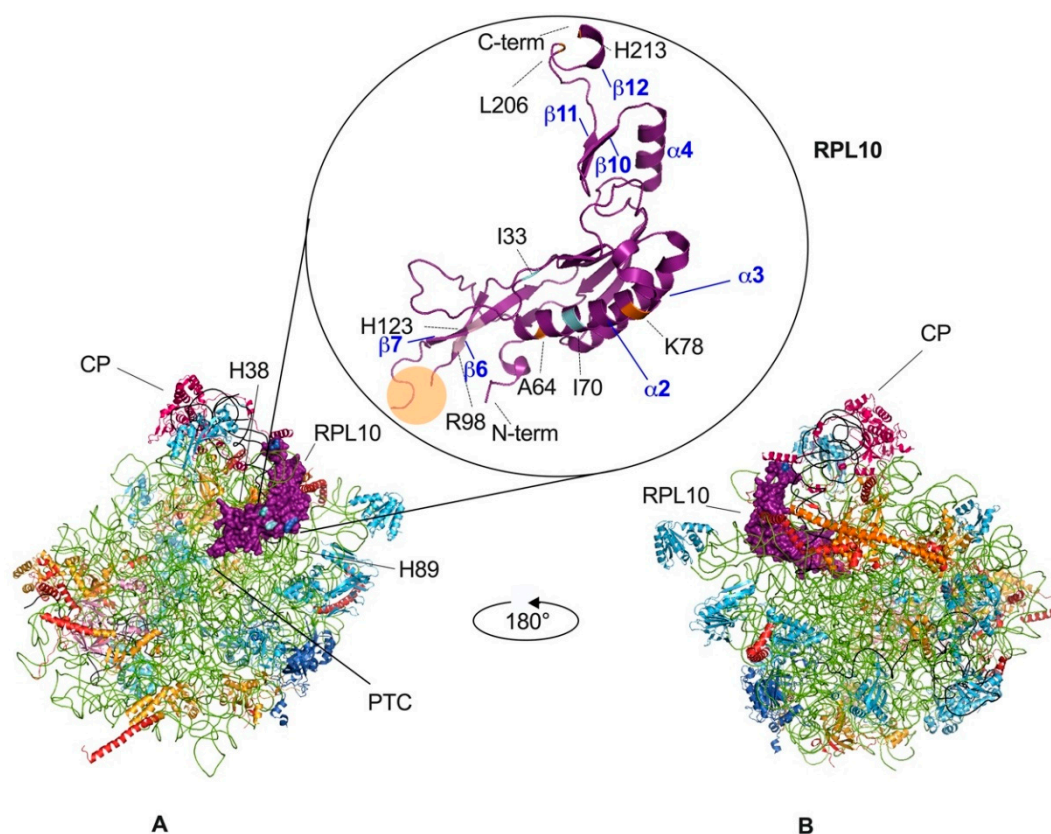 C-term
H213
L206
β12
β11
β10
α4
RPL10
I33
α3
H123
β7
β6
K78
A64
I70
α2
R98
N-term
CP
H38
RPL10
H89
PTC
180°
CP
RPL10
A
B